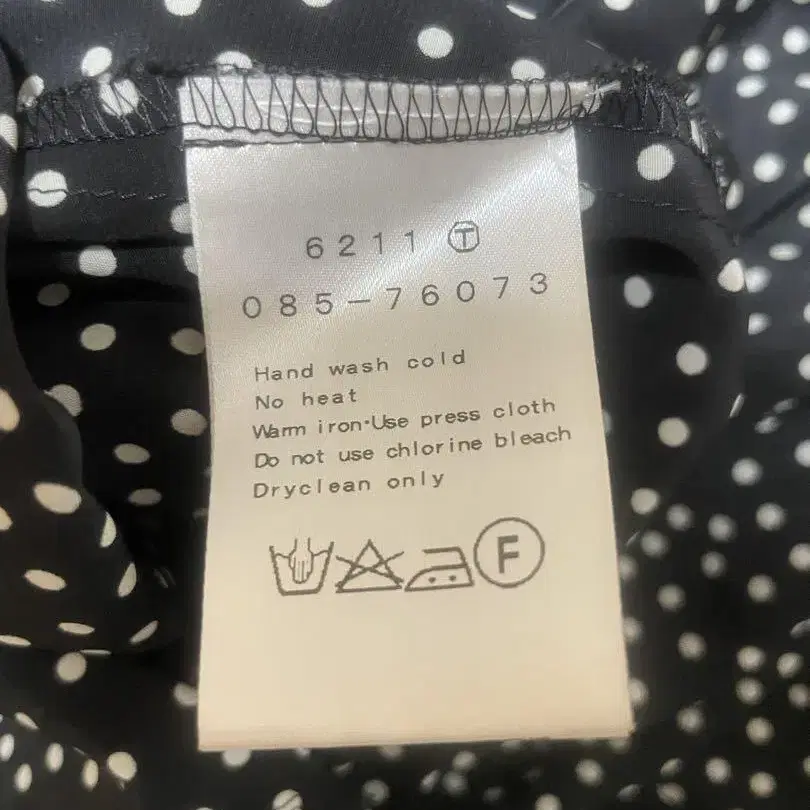 6211 Ⓣ
085-76073
Hand wash cold
No heat
Warm iron·Use press cloth
Do not use chlorine bleach
Dryclean only
F